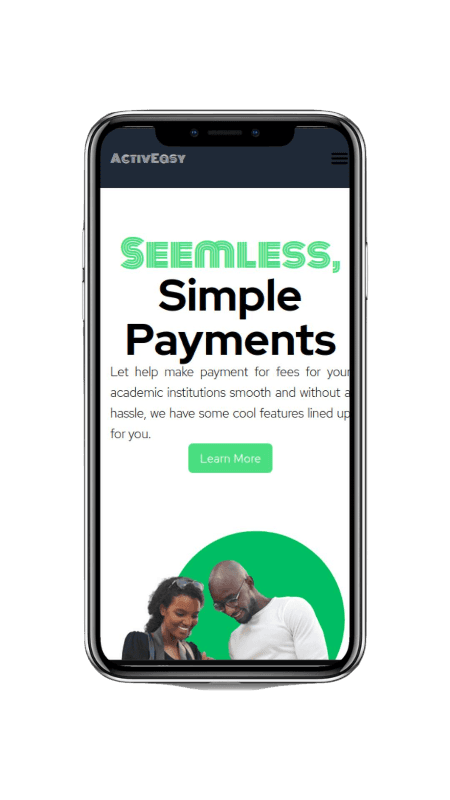 ActivEasy
Seemless,
Simple
Payments
Let help make payment for fees for your
academic institutions smooth and without a
hassle, we have some cool features lined up
for you.
Learn More